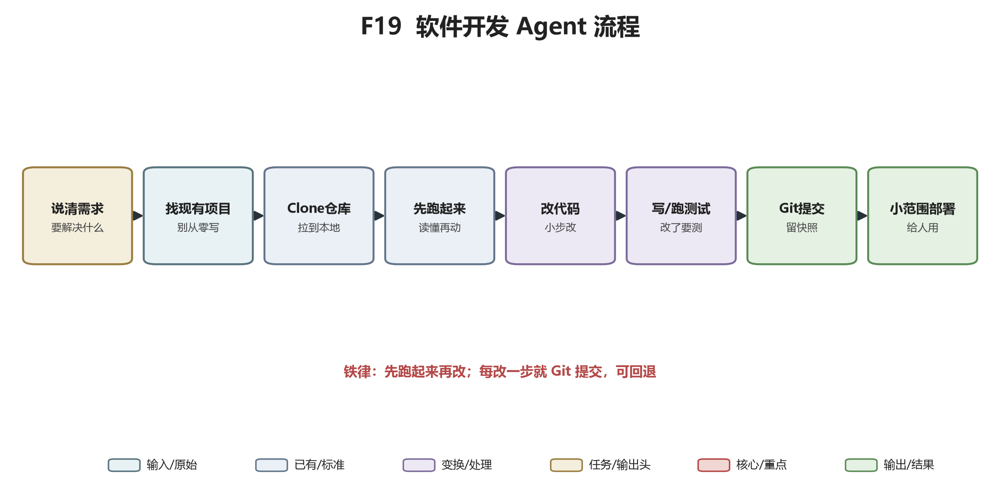 F19 软件开发 Agent 流程
说清需求
要解决什么
找现有项目
别从零写
Clone仓库
拉到本地
先跑起来
读懂再动
改代码
小步改
写/跑测试
改了要测
Git提交
留快照
小范围部署
给人用
铁律：先跑起来再改；每改一步就 Git 提交，可回退
输入/原始
已有/标准
变换/处理
任务/输出头
核心/重点
输出/结果